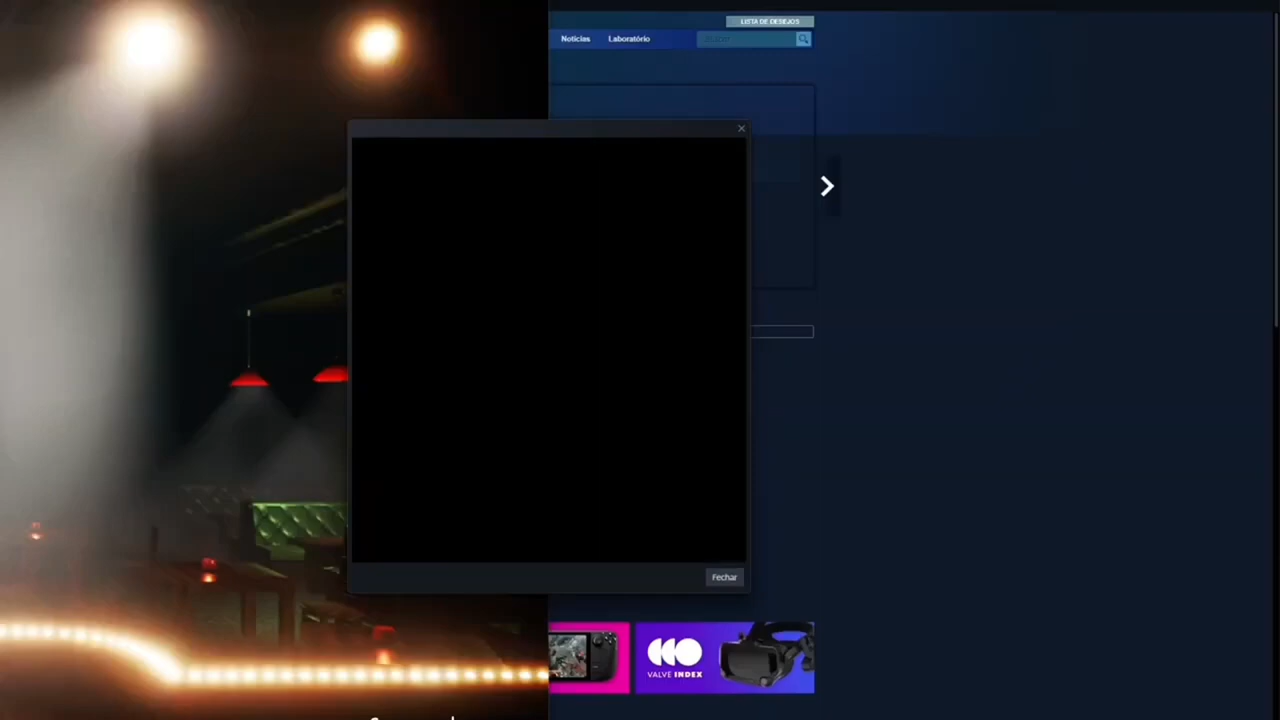 LISTA DE DESEJOS
Notícias
Laboratório
Fechar
VALVE INDEX